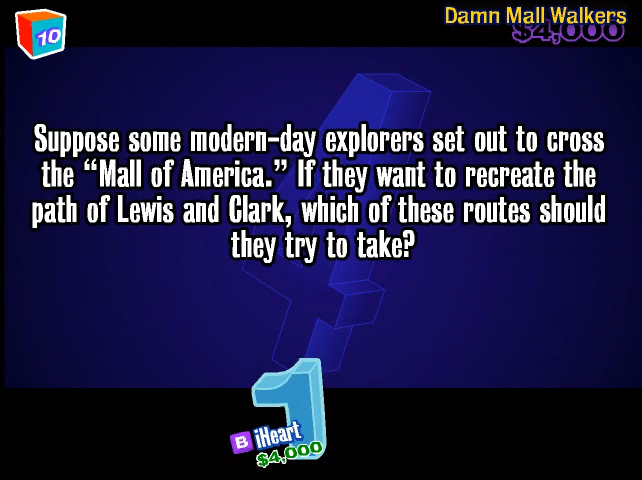 10
Damn Mall Walkers
$4,000
Suppose some modern-day explorers set out to cross
the “Mall of America.” If they want to recreate the
path of Lewis and Clark, which of these routes should
they try to take?
1
B iHeart
$4,000